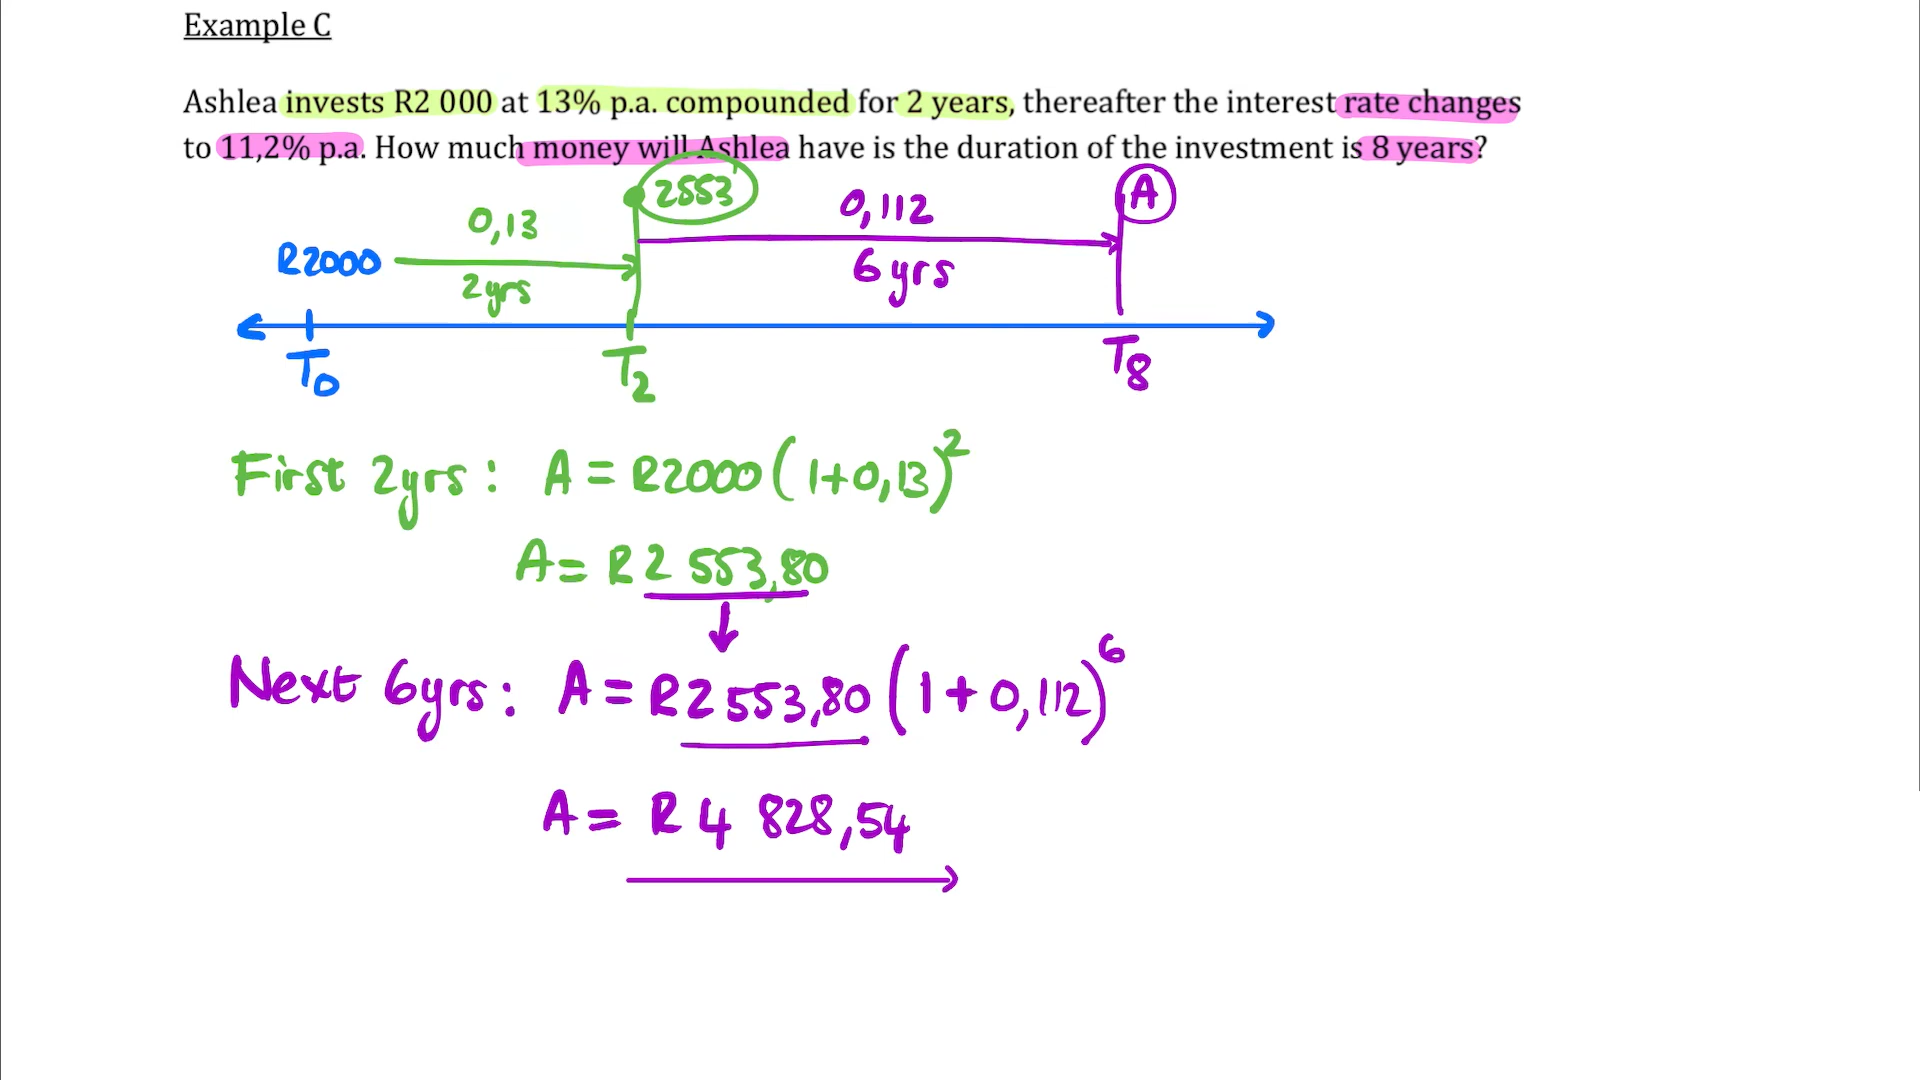 Example C
Ashlea invests R2 000 at 13% p.a. compounded for 2 years, thereafter the interest rate changes
to 11,2% p.a. How much money will Ashlea have is the duration of the investment is 8 years?
R2000
0,13
2yrs
2553
0,112
6 yrs
A
T0
T2
T8
First 2yrs: A = R2000(1+0,13)²
A = R2 553,80
Next 6yrs: A = R2 553,80(1+0,112)⁶
A = R4 828,54